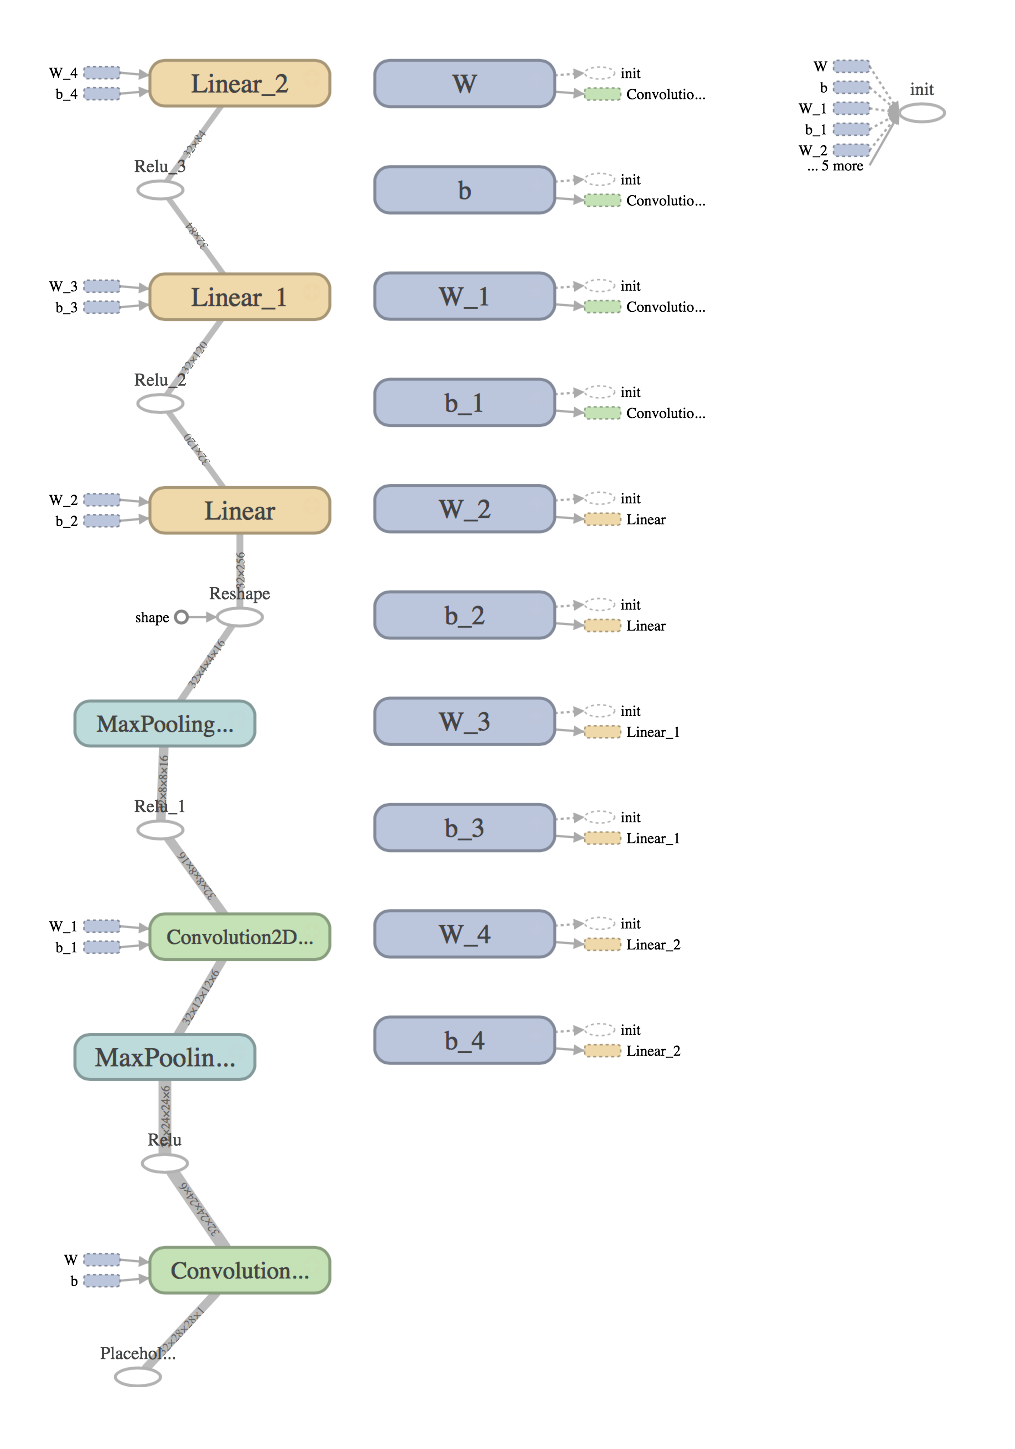 W_4
b_4
Linear_2
32×84
Relu_3
32×84
W_3
b_3
Linear_1
32×120
Relu_2
32×120
W_2
b_2
Linear
32×256
Reshape
shape
32×4×4×16
MaxPooling...
Relu_1
32×8×8×16
W_1
b_1
Convolution2D...
32×12×12×6
MaxPoolin...
32×24×24×6
Relu
32×24×24×6
W
b
Convolution...
32×28×28×1
Placehol...
W
init
Convolutio...
b
init
Convolutio...
W_1
init
Convolutio...
b_1
init
Convolutio...
W_2
init
Linear
b_2
init
Linear
W_3
init
Linear_1
b_3
init
Linear_1
W_4
init
Linear_2
b_4
init
Linear_2
W
b
W_1
b_1
W_2
... 5 more
init